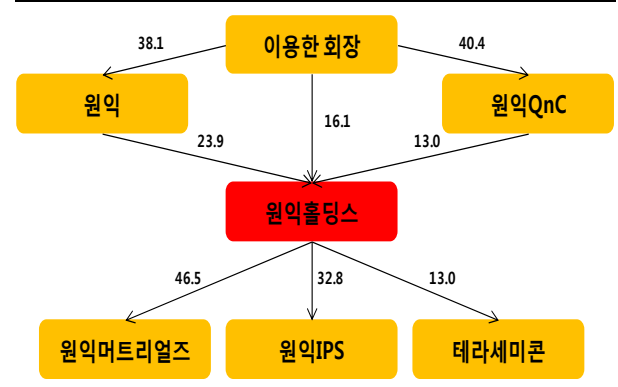 이용한 회장
38.1
40.4
원익
원익QnC
16.1
23.9
13.0
원익홀딩스
46.5
32.8
13.0
원익머트리얼즈
원익IPS
테라세미콘